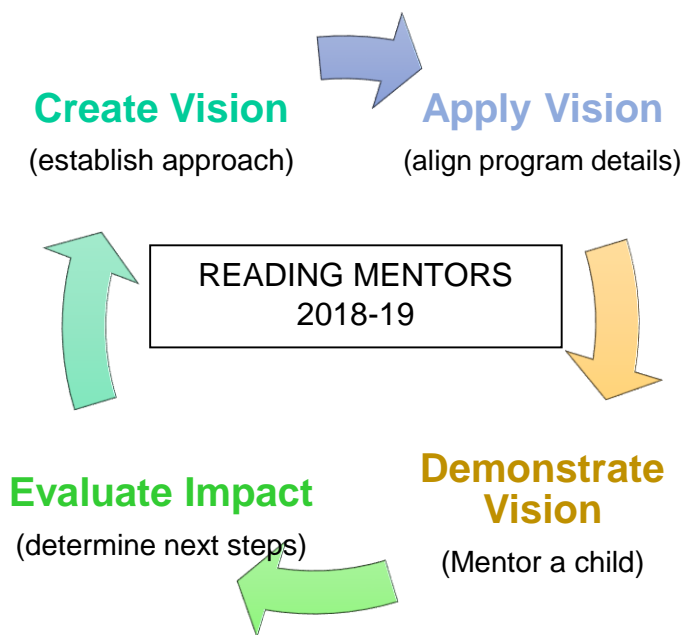 Create Vision
(establish approach)
Apply Vision
(align program details)
READING MENTORS
2018-19
Demonstrate
Vision
(Mentor a child)
Evaluate Impact
(determine next steps)